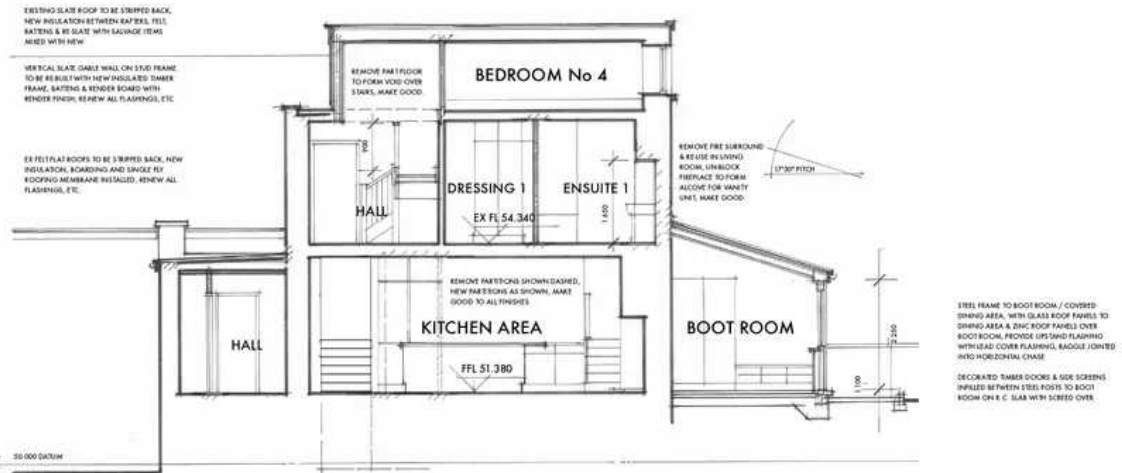 EXISTING SLATE ROOF TO BE STRIPPED BACK,
NEW INSULATION BETWEEN RAFTERS, FELT,
BATTENS & RE-SLATE WITH SALVAGE ITEMS
MIXED WITH NEW
VERTICAL SLATE GABLE WALL ON STUD FRAME
TO BE RE-BUILT WITH NEW INSULATED TIMBER
FRAME, BATTENS & RENDER BOARD WITH
RENDER FINISH, RE-NEW ALL FLASHINGS, ETC
EX FELT FLAT ROOFS TO BE STRIPPED BACK, NEW
INSULATION, BOARDING AND SINGLE PLY
ROOFING MEMBRANE INSTALLED, RENEW ALL
FLASHINGS, ETC.
REMOVE PART FLOOR
TO FORM VOID OVER
STAIRS, MAKE GOOD
BEDROOM No 4
900
HALL
DRESSING 1
ENSUITE 1
EX FL 54.340
1650
REMOVE FIRE SURROUND
& RE-USE IN LIVING
ROOM, UN-BLOCK
FIREPLACE TO FORM
ALCOVE FOR VANITY
UNIT, MAKE GOOD
17°30" PITCH
HALL
REMOVE PARTITIONS SHOWN DASHED,
NEW PARTITIONS AS SHOWN, MAKE
GOOD TO ALL FINISHES
KITCHEN AREA
FFL 51.380
BOOT ROOM
2 250
1100
STEEL FRAME TO BOOT ROOM / COVERED
DINING AREA, WITH GLASS ROOF PANELS TO
DINING AREA & ZINC ROOF PANELS OVER
BOOT ROOM, PROVIDE UPSTAND FLASHING
WITH LEAD COVER FLASHING, RAGGLE JOINTED
INTO HORIZONTAL CHASE
DECORATED TIMBER DOORS & SIDE SCREENS
INFILLED BETWEEN STEEL POSTS TO BOOT
ROOM ON R.C. SLAB WITH SCREED OVER
50 000 DATUM